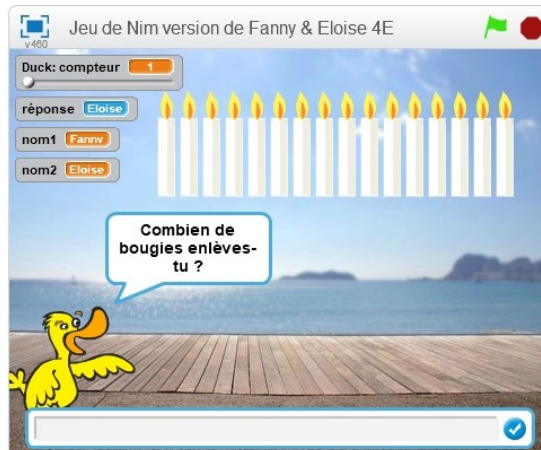 Jeu de Nim version de Fanny & Eloise 4E
v460
Duck: compteur 1
réponse Eloise
nom1 Fanny
nom2 Eloise
Combien de
bougies enlèves-
tu ?